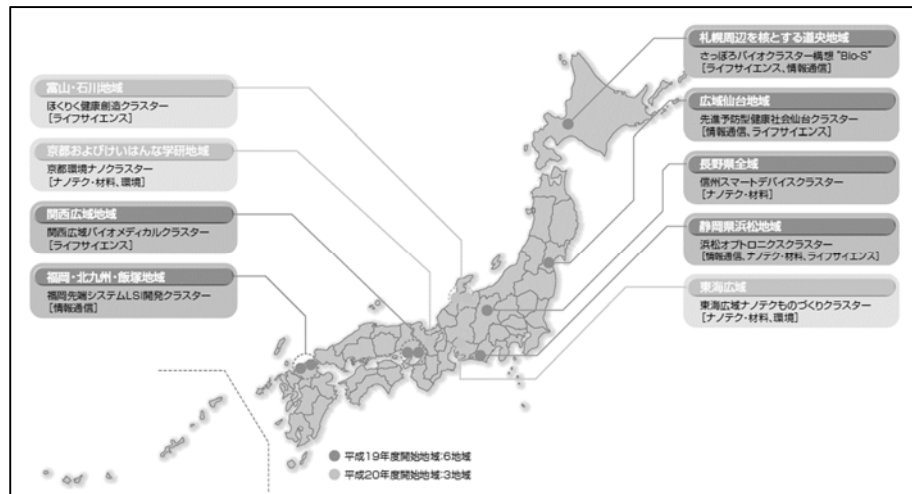 富山・石川地域
ほくりく健康創造クラスター
[ライフサイエンス]
京都およびけいはんな学研地域
京都環境ナノクラスター
[ナノテク・材料、環境]
関西広域地域
関西広域バイオメディカルクラスター
[ライフサイエンス]
福岡・北九州・飯塚地域
福岡先端システムLSI開発クラスター
[情報通信]
札幌周辺を核とする道央地域
さっぽろバイオクラスター構想 "Bio-S"
[ライフサイエンス、情報通信]
広域仙台地域
先進予防型健康社会仙台クラスター
[情報通信、ライフサイエンス]
長野県全域
信州スマートデバイスクラスター
[ナノテク・材料]
静岡県浜松地域
浜松オプトロニクスクラスター
[情報通信、ナノテク・材料、ライフサイエンス]
東海広域
東海広域ナノテクものづくりクラスター
[ナノテク・材料、環境]
平成19年度開始地域:6地域
平成20年度開始地域:3地域